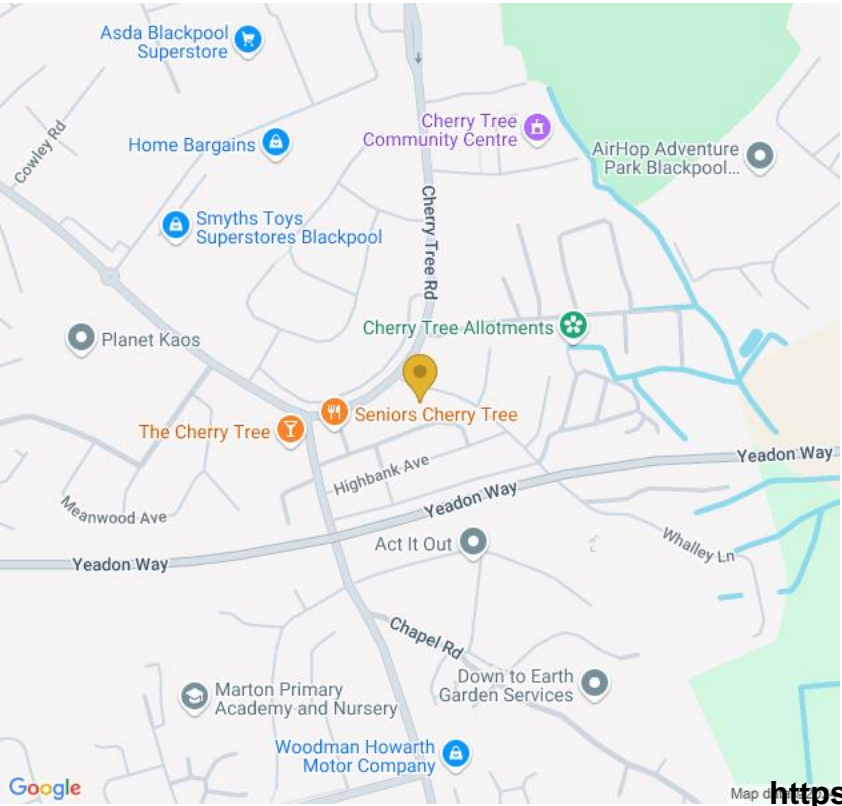 Asda Blackpool
Superstore
Cowley Rd
Home Bargains
Cherry Tree
Community Centre
AirHop Adventure
Park Blackpool...
Smyths Toys
Superstores Blackpool
Cherry Tree Rd
Planet Kaos
Cherry Tree Allotments
Seniors Cherry Tree
The Cherry Tree
Highbank Ave
Yeadon Way
Yeadon Way
Meanwood Ave
Act It Out
Whalley Ln
Yeadon Way
Chapel Rd
Down to Earth
Garden Services
Marton Primary
Academy and Nursery
Woodman Howarth
Motor Company
Google
Map
https